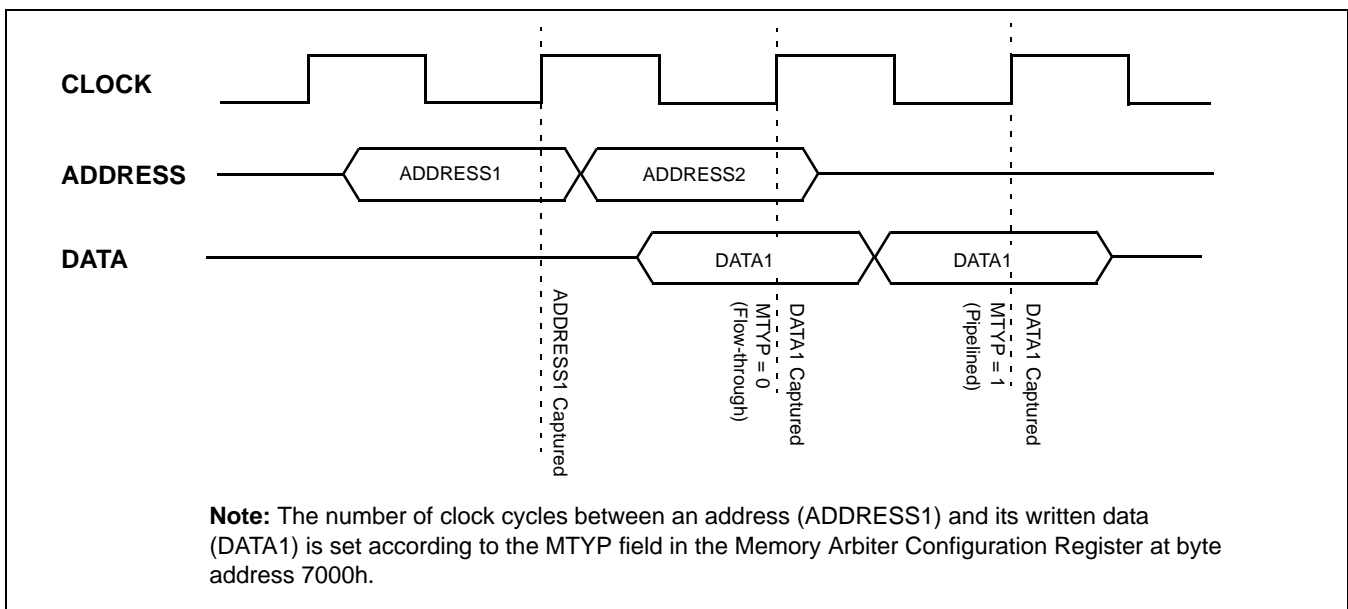 CLOCK
ADDRESS
ADDRESS1
ADDRESS2
DATA
DATA1
DATA1
ADDRESS1 Captured
DATA1 Captured
MTYP = 0
(Flow-through)
DATA1 Captured
MTYP = 1
(Pipelined)
Note: The number of clock cycles between an address (ADDRESS1) and its written data
(DATA1) is set according to the MTYP field in the Memory Arbiter Configuration Register at byte
address 7000h.